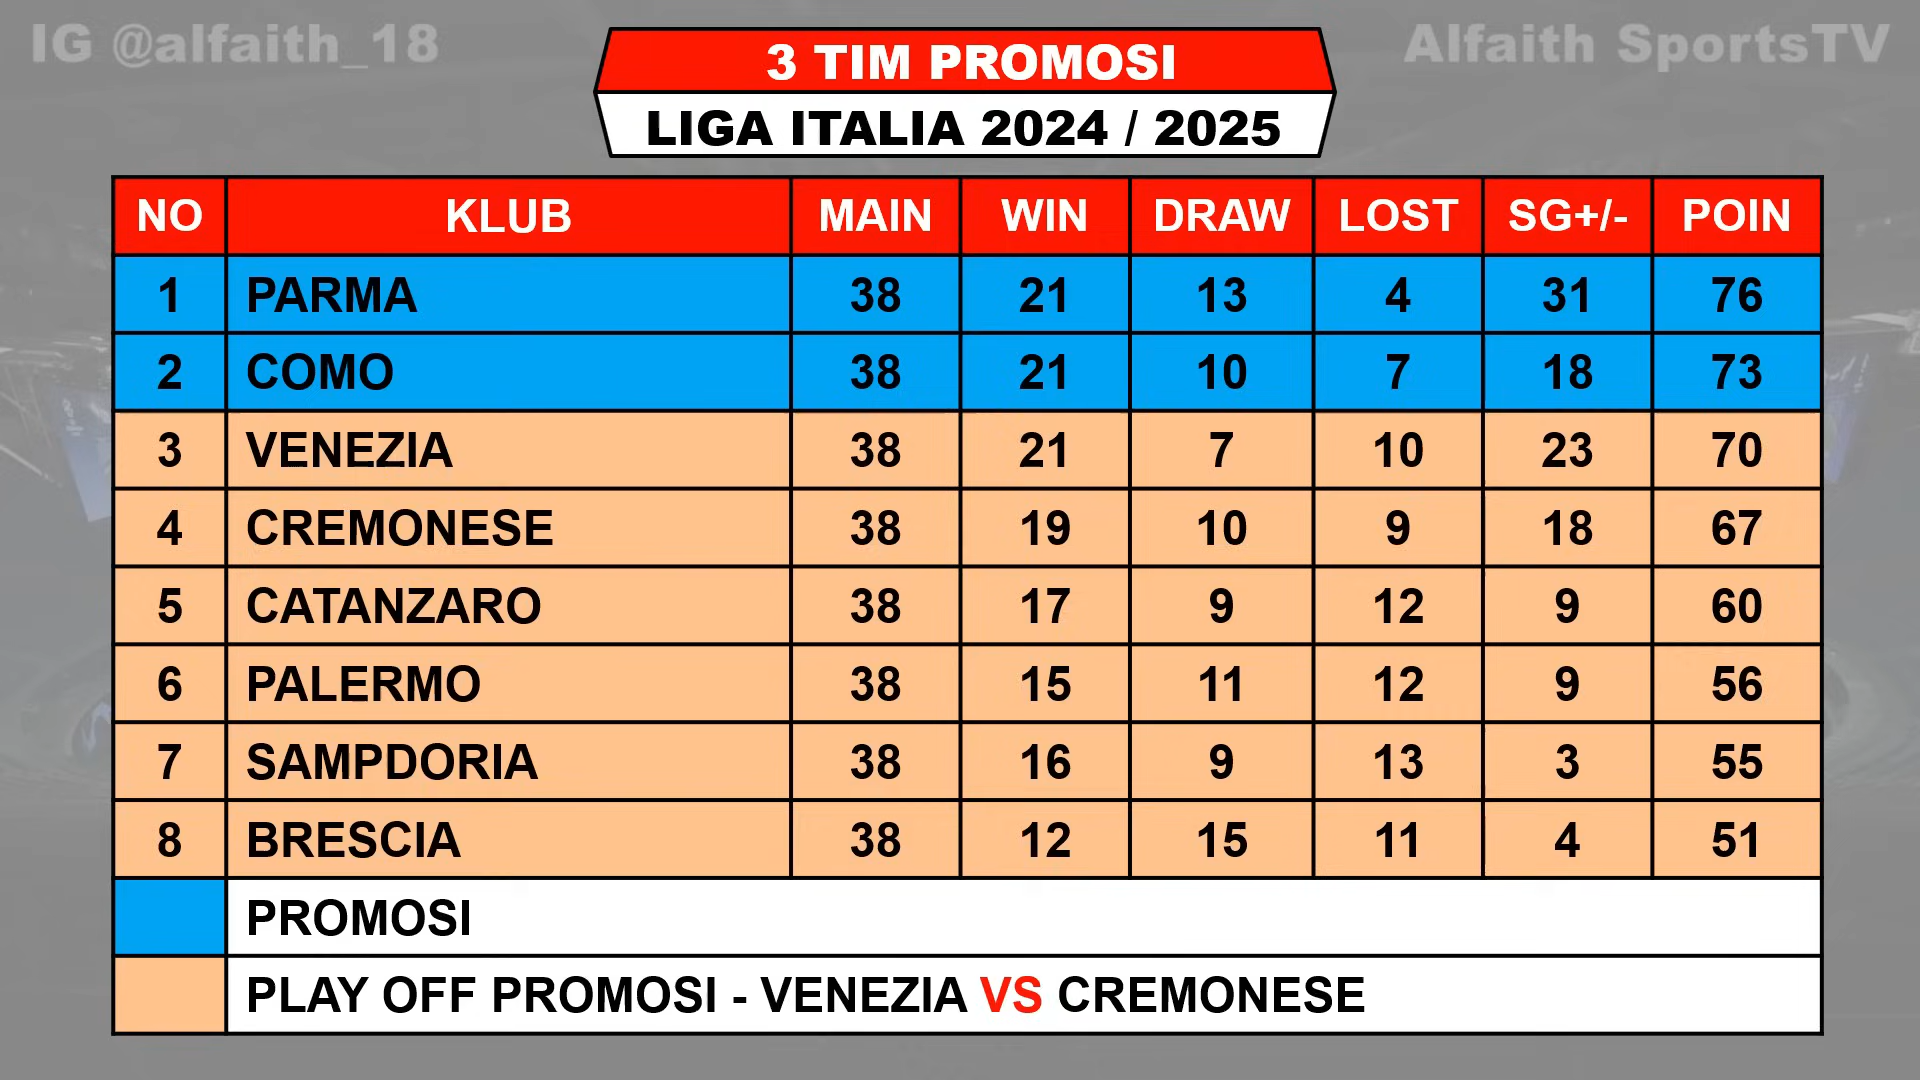 IG @alfaith_18
Alfaith SportsTV
3 TIM PROMOSI
LIGA ITALIA 2024 / 2025
NO KLUB MAIN WIN DRAW LOST SG+/- POIN
1 PARMA 38 21 13 4 31 76
2 COMO 38 21 10 7 18 73
3 VENEZIA 38 21 7 10 23 70
4 CREMONESE 38 19 10 9 18 67
5 CATANZARO 38 17 9 12 9 60
6 PALERMO 38 15 11 12 9 56
7 SAMPDORIA 38 16 9 13 3 55
8 BRESCIA 38 12 15 11 4 51
PROMOSI
PLAY OFF PROMOSI - VENEZIA VS CREMONESE